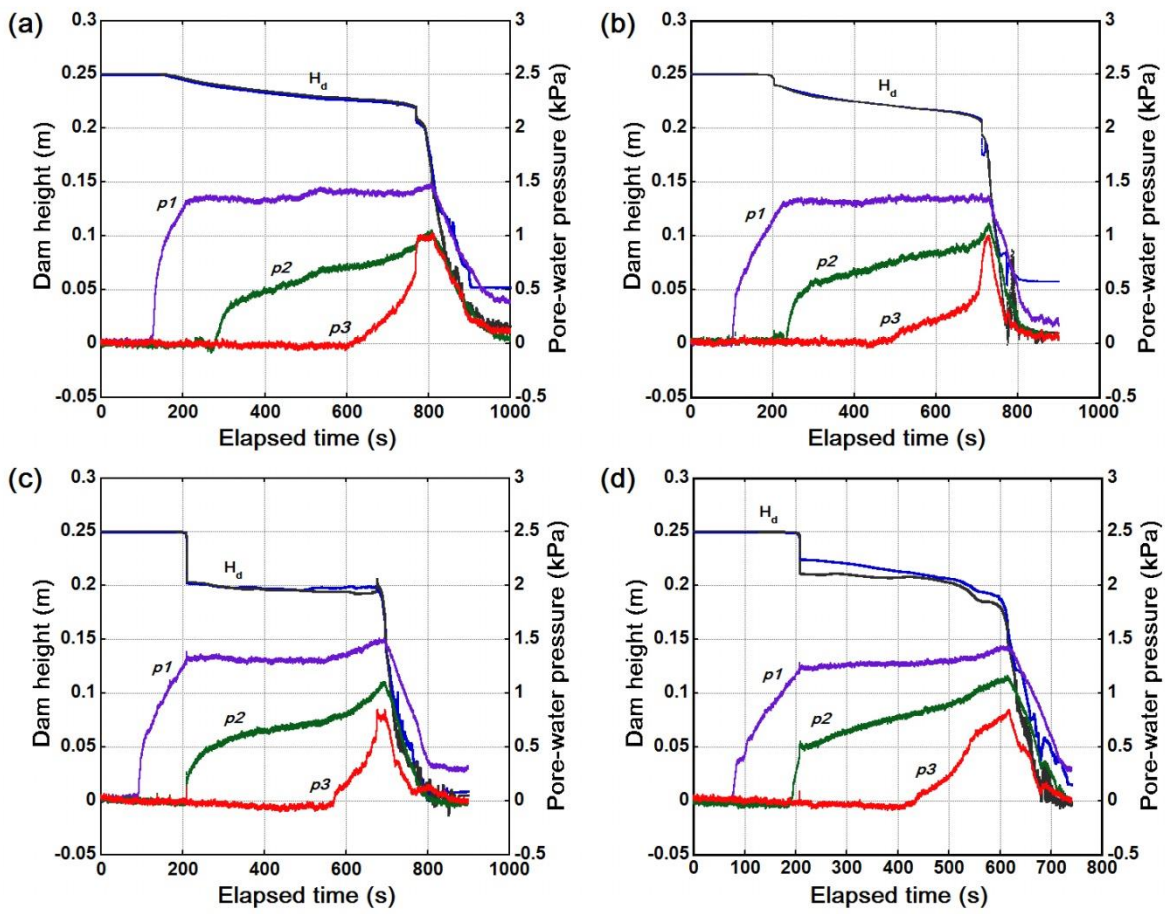 (a)
0.3
0.25
0.2
0.15
0.1
0.05
0
-0.05
Dam height (m)
H_d
p1
p2
p3
3
2.5
2
1.5
1
0.5
0
-0.5
Pore-water pressure (kPa)
0 200 400 600 800 1000
Elapsed time (s)
(b)
0.3
0.25
0.2
0.15
0.1
0.05
0
-0.05
Dam height (m)
H_d
p1
p2
p3
3
2.5
2
1.5
1
0.5
0
-0.5
Pore-water pressure (kPa)
0 200 400 600 800 1000
Elapsed time (s)
(c)
0.3
0.25
0.2
0.15
0.1
0.05
0
-0.05
Dam height (m)
H_d
p1
p2
p3
3
2.5
2
1.5
1
0.5
0
-0.5
Pore-water pressure (kPa)
0 200 400 600 800 1000
Elapsed time (s)
(d)
0.3
0.25
0.2
0.15
0.1
0.05
0
-0.05
Dam height (m)
H_d
p1
p2
p3
3
2.5
2
1.5
1
0.5
0
-0.5
Pore-water pressure (kPa)
0 100 200 300 400 500 600 700 800
Elapsed time (s)